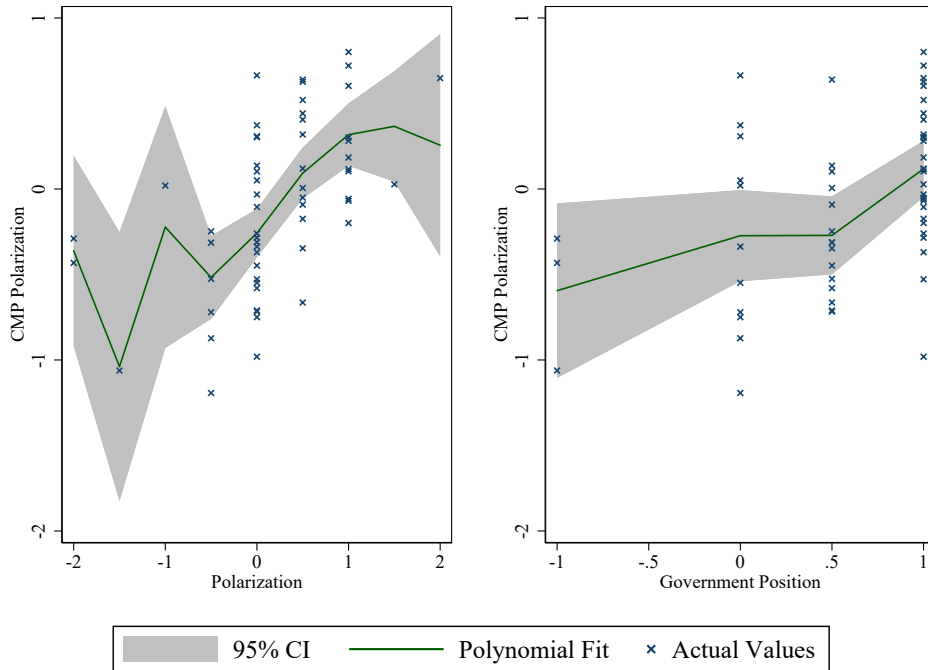 CMP Polarization
1
0
-1
-2
-2
-1
0
1
2
Polarization
CMP Polarization
1
0
-1
-2
-1
-.5
0
.5
1
Government Position
95% CI
Polynomial Fit
Actual Values